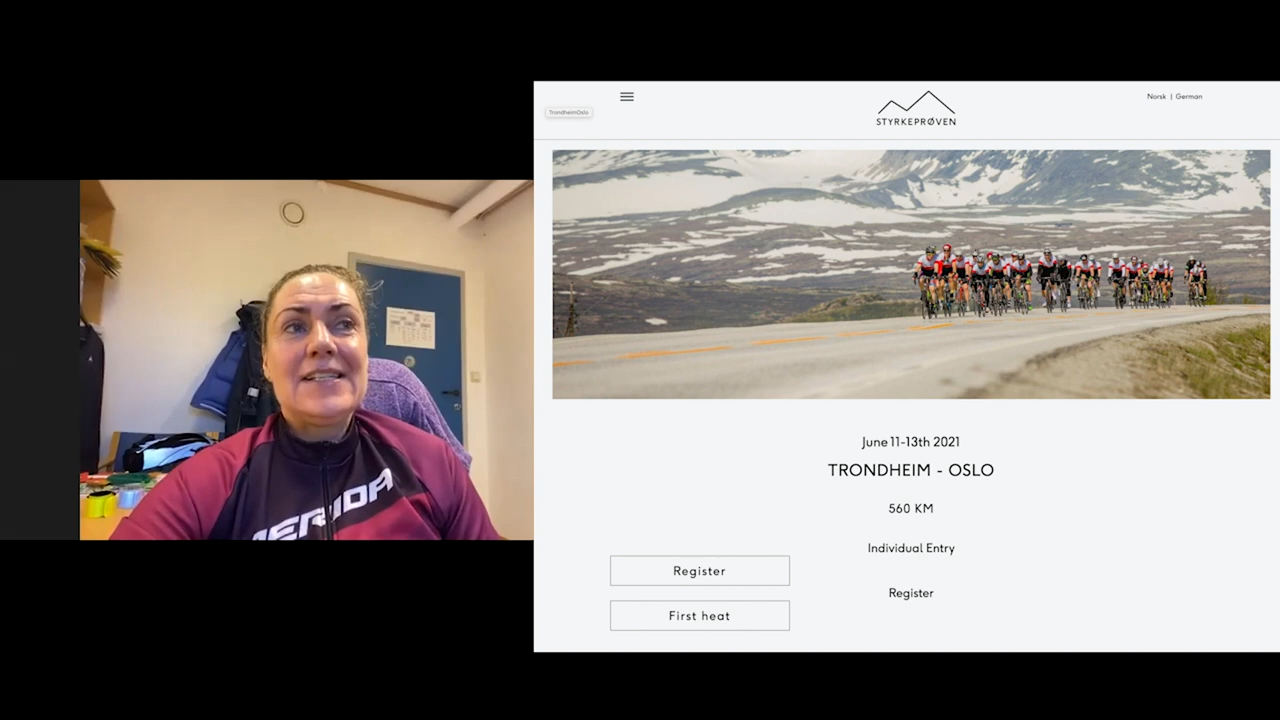 MERIDA
TrondheimOslo
STYRKEPRØVEN
Norsk | German
June 11-13th 2021
TRONDHEIM - OSLO
560 KM
Individual Entry
Register
Register
First heat